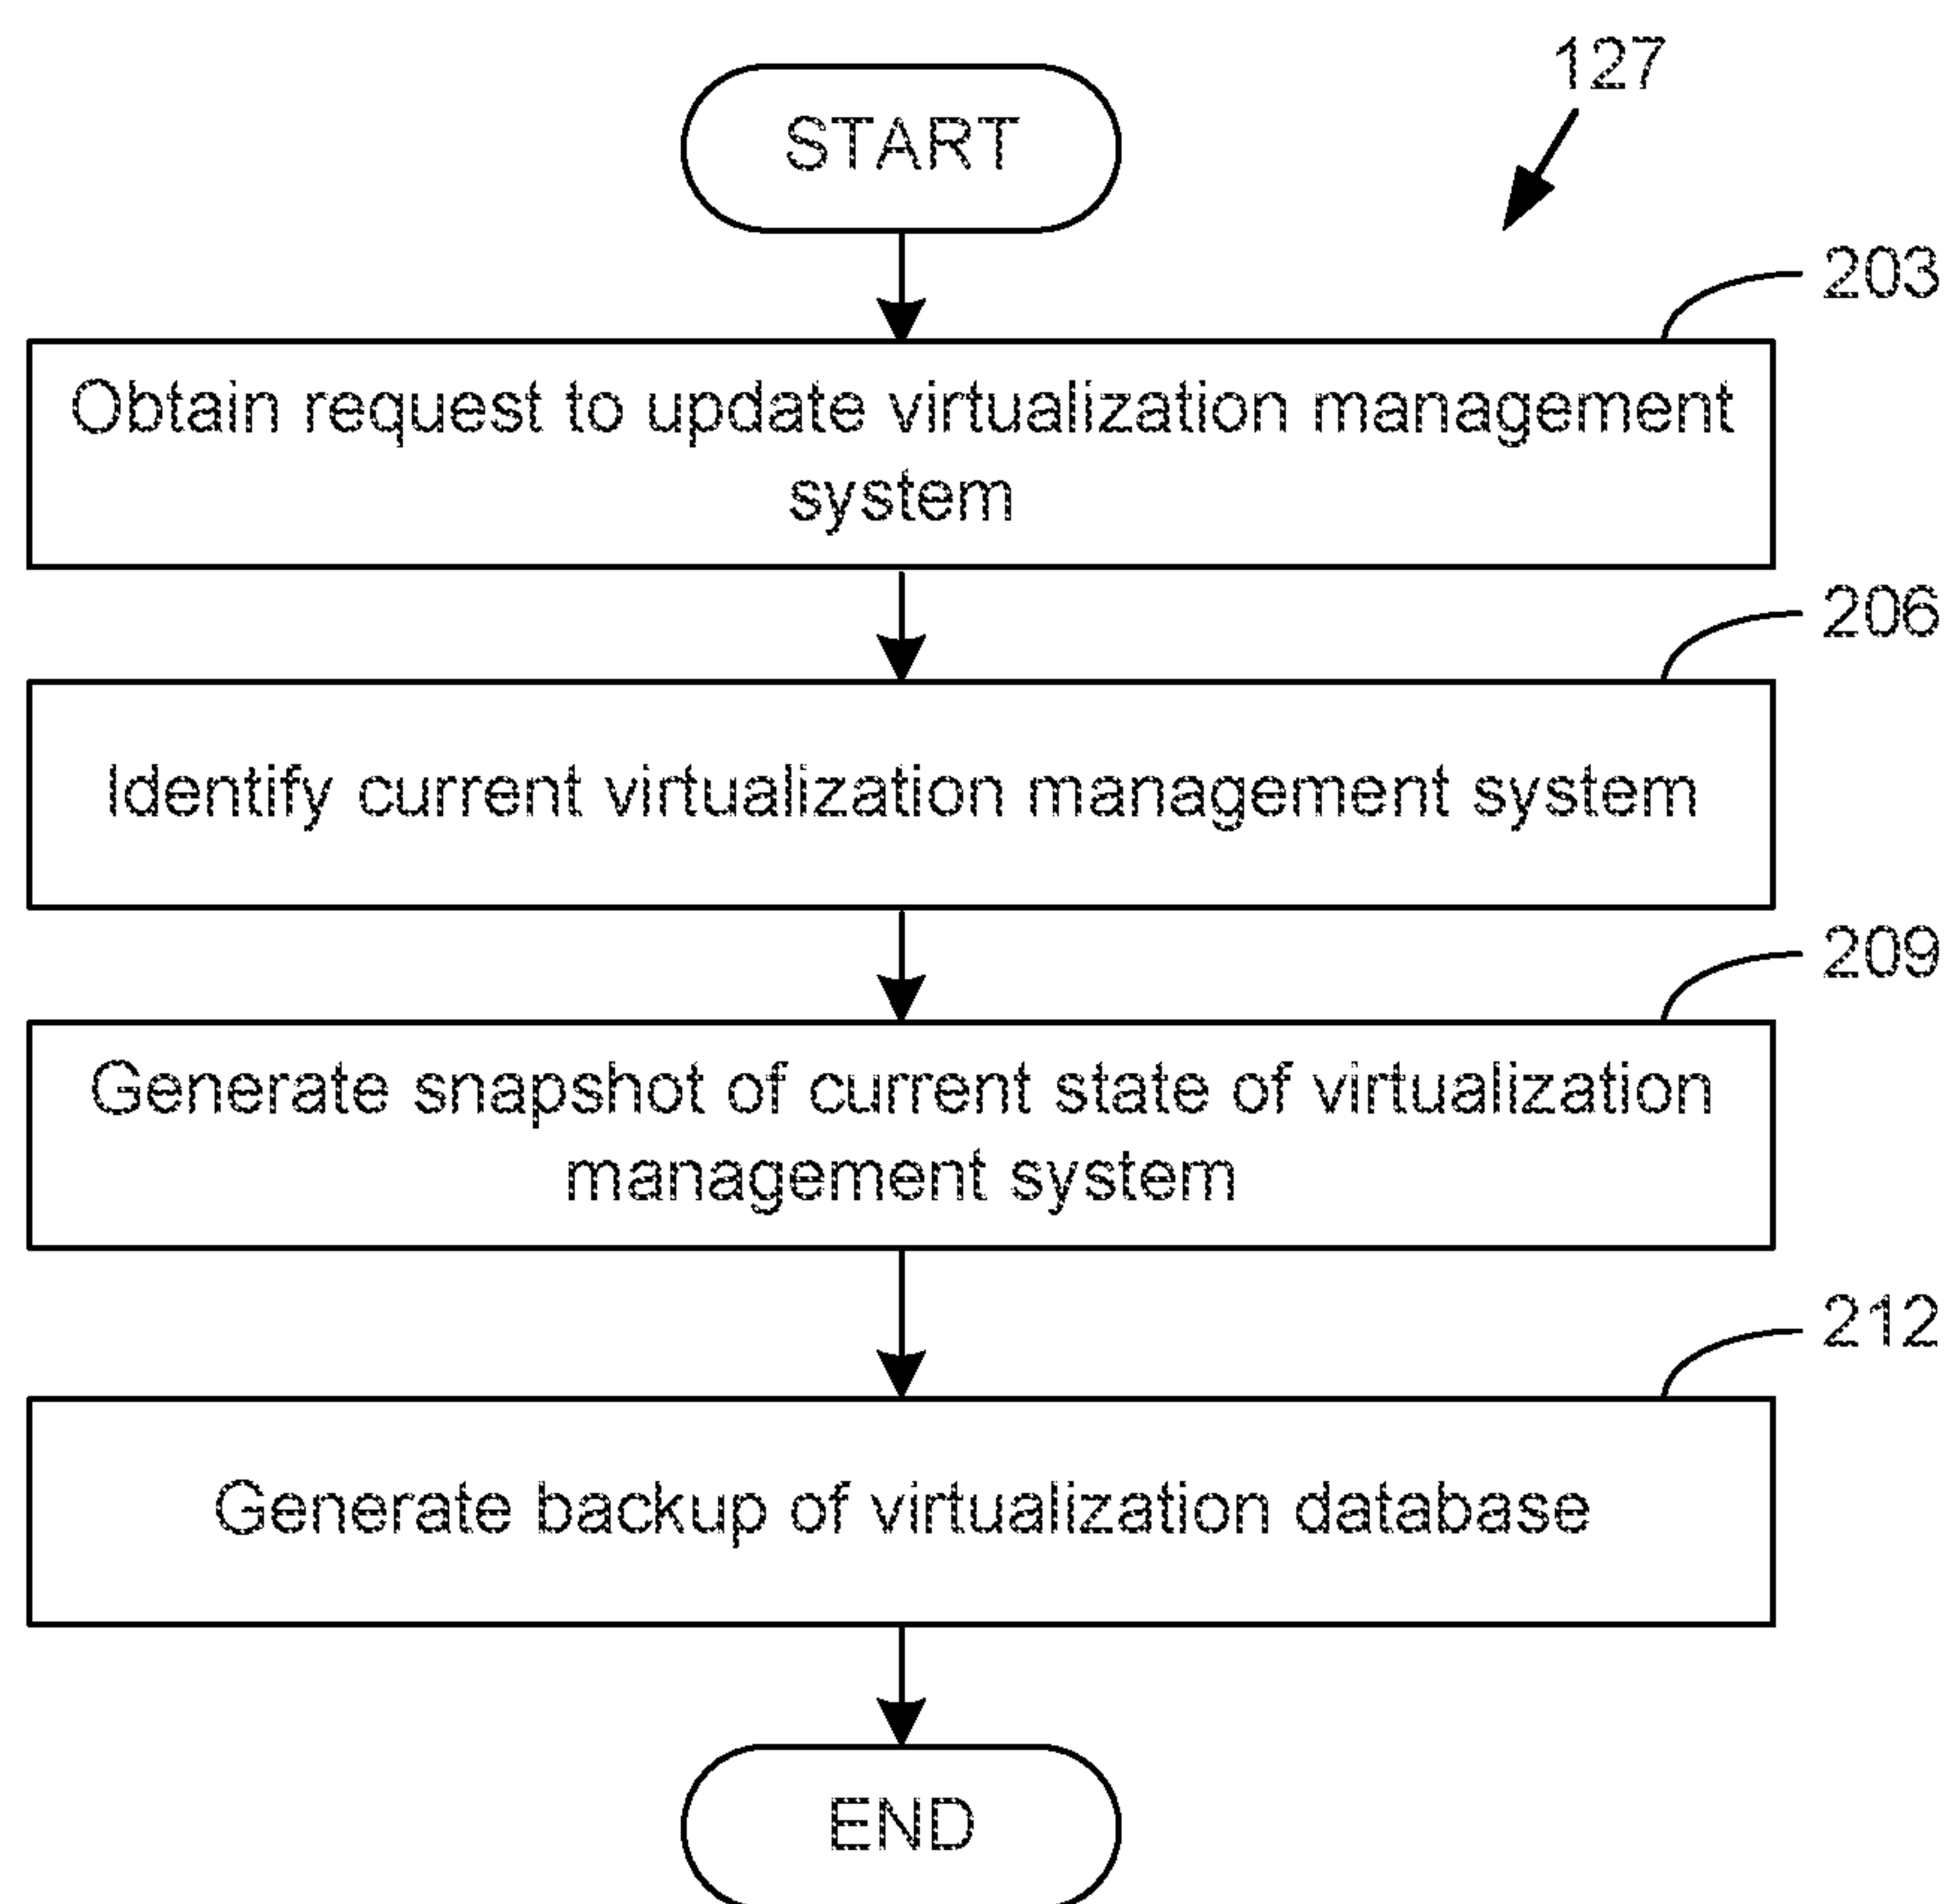 127
START
203
Obtain request to update virtualization management
system
206
Identify current virtualization management system
209
Generate snapshot of current state of virtualization
management system
212
Generate backup of virtualization database
END